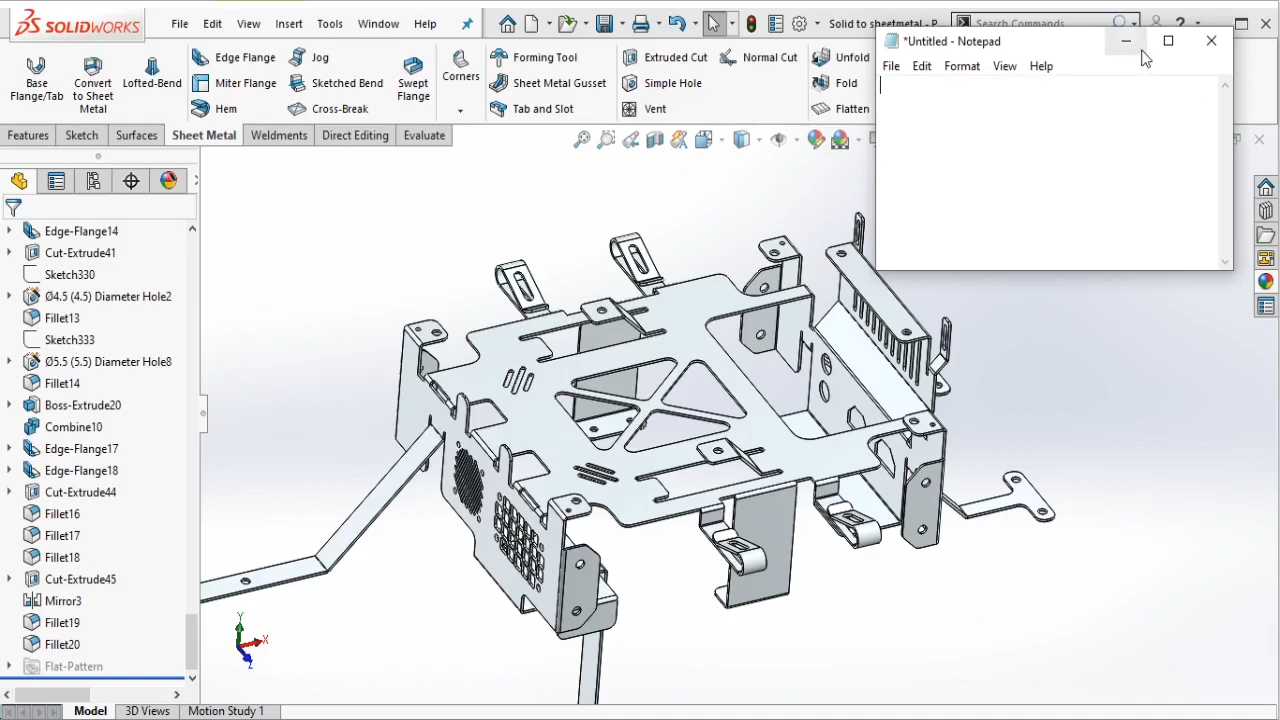 SOLIDWORKS
File Edit View Insert Tools Window Help
Solid to sheetmetal - P
Search Commands
?
Base Flange/Tab
Convert to Sheet Metal
Lofted-Bend
Edge Flange
Miter Flange
Hem
Jog
Sketched Bend
Cross-Break
Swept Flange
Corners
Forming Tool
Sheet Metal Gusset
Tab and Slot
Extruded Cut
Simple Hole
Vent
Normal Cut
Unfold
Fold
Flatten
Features Sketch Surfaces Sheet Metal Weldments Direct Editing Evaluate
*Untitled - Notepad
File Edit Format View Help
Edge-Flange14
Cut-Extrude41
Sketch330
Ø4.5 (4.5) Diameter Hole2
Fillet13
Sketch333
Ø5.5 (5.5) Diameter Hole8
Fillet14
Boss-Extrude20
Combine10
Edge-Flange17
Edge-Flange18
Cut-Extrude44
Fillet16
Fillet17
Fillet18
Cut-Extrude45
Mirror3
Fillet19
Fillet20
Flat-Pattern
Y
X
Z
Model 3D Views Motion Study 1